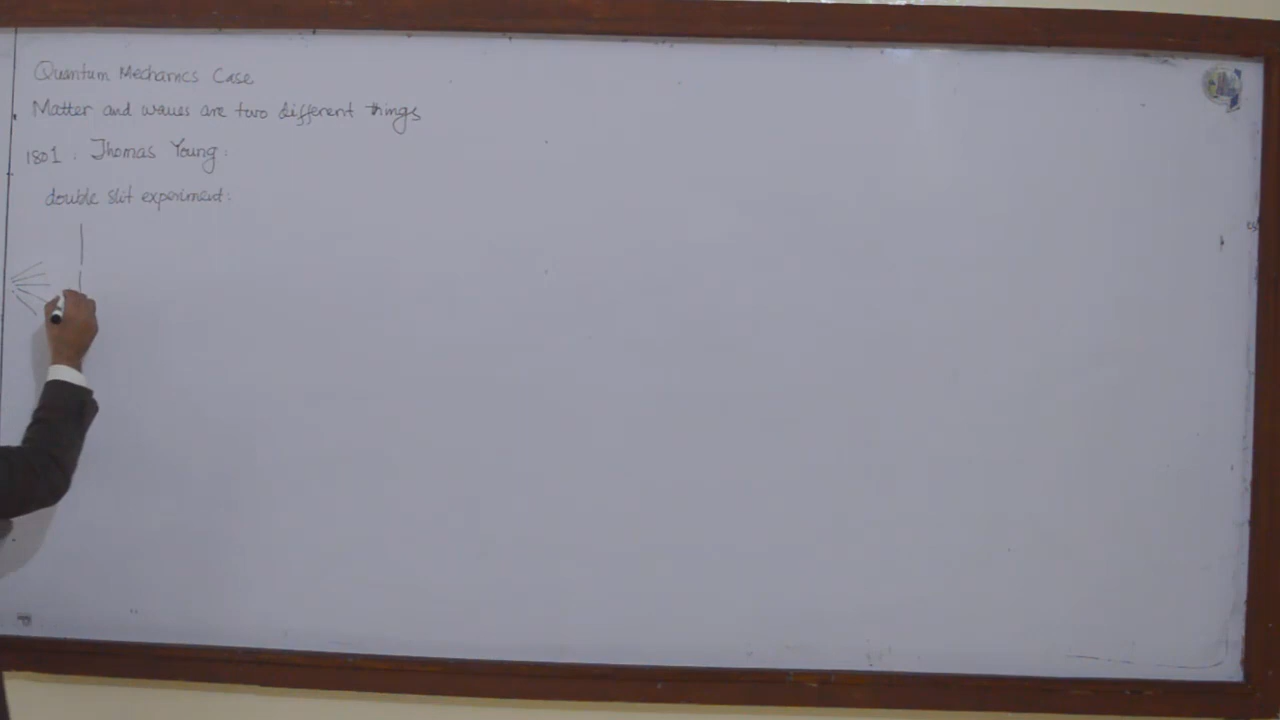 Quantum Mechanics Case
Matter and waves are two different things
1801 : Thomas Young :
double slit experiment :